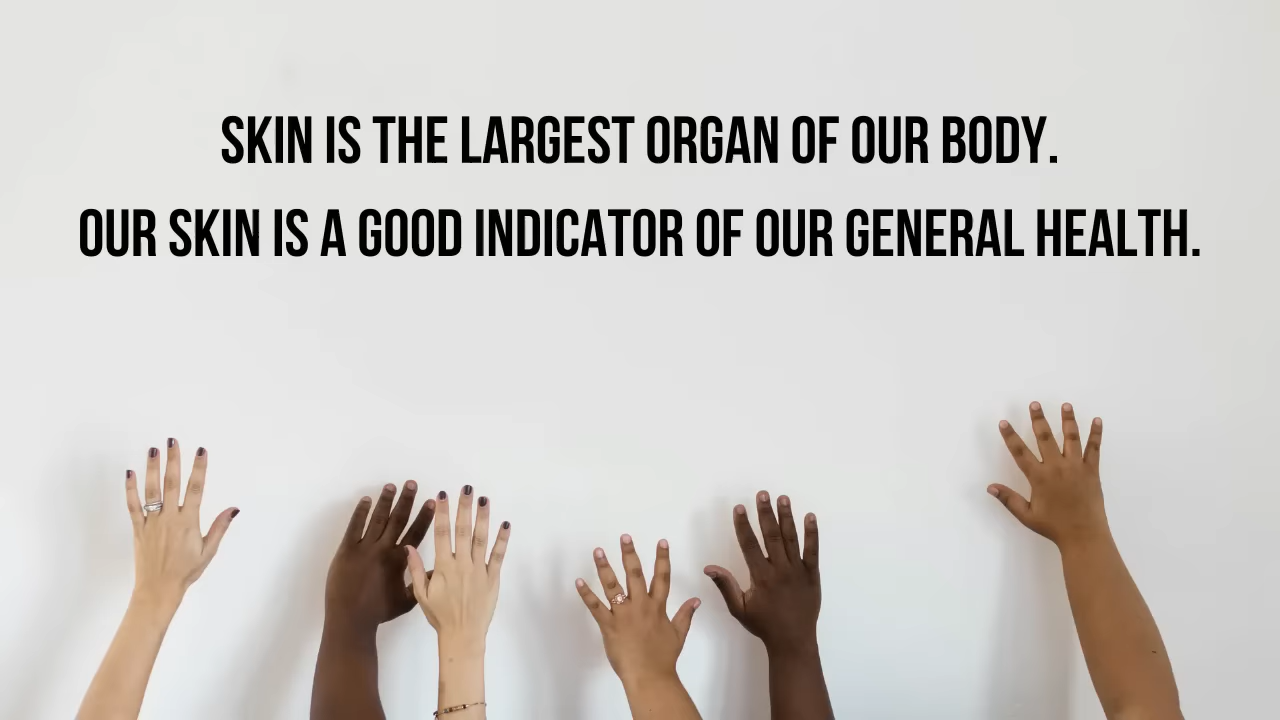 SKIN IS THE LARGEST ORGAN OF OUR BODY.
OUR SKIN IS A GOOD INDICATOR OF OUR GENERAL HEALTH.